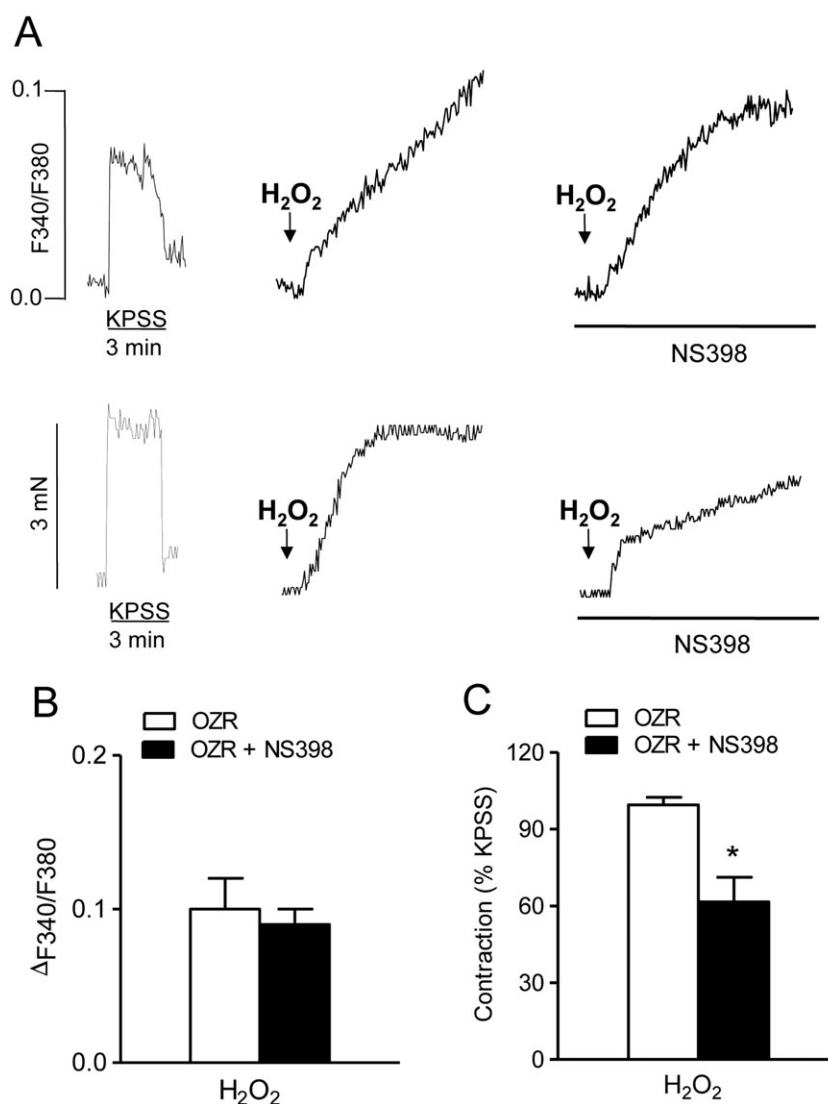 A
0.1
F340/F380
0.0
KPSS
3 min
H₂O₂
H₂O₂
NS398
3 mN
KPSS
3 min
H₂O₂
H₂O₂
NS398
B
OZR
OZR + NS398
0.2
0.1
0.0
ΔF340/F380
H₂O₂
C
OZR
OZR + NS398
120
90
60
30
0
Contraction (% KPSS)
*
H₂O₂